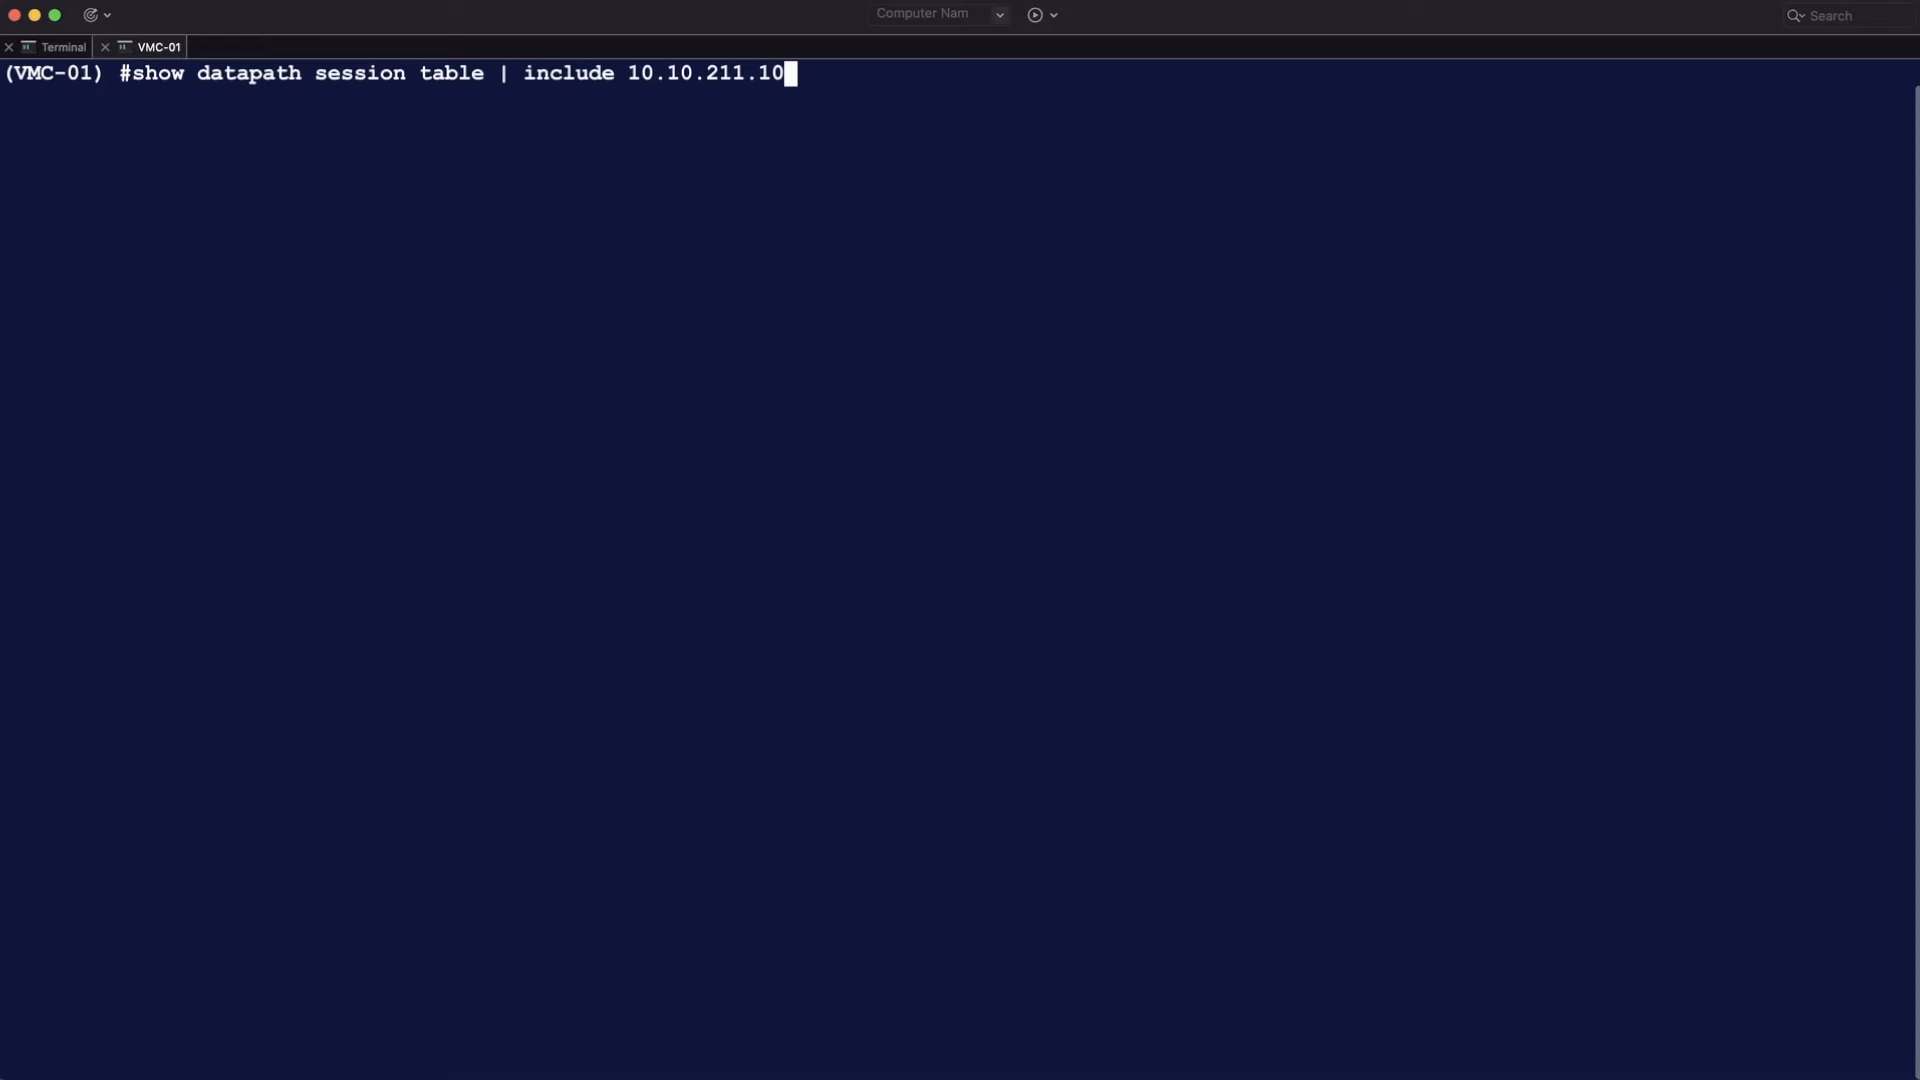 Computer Nam
Search
Terminal
VMC-01
(VMC-01) #show datapath session table | include 10.10.211.10